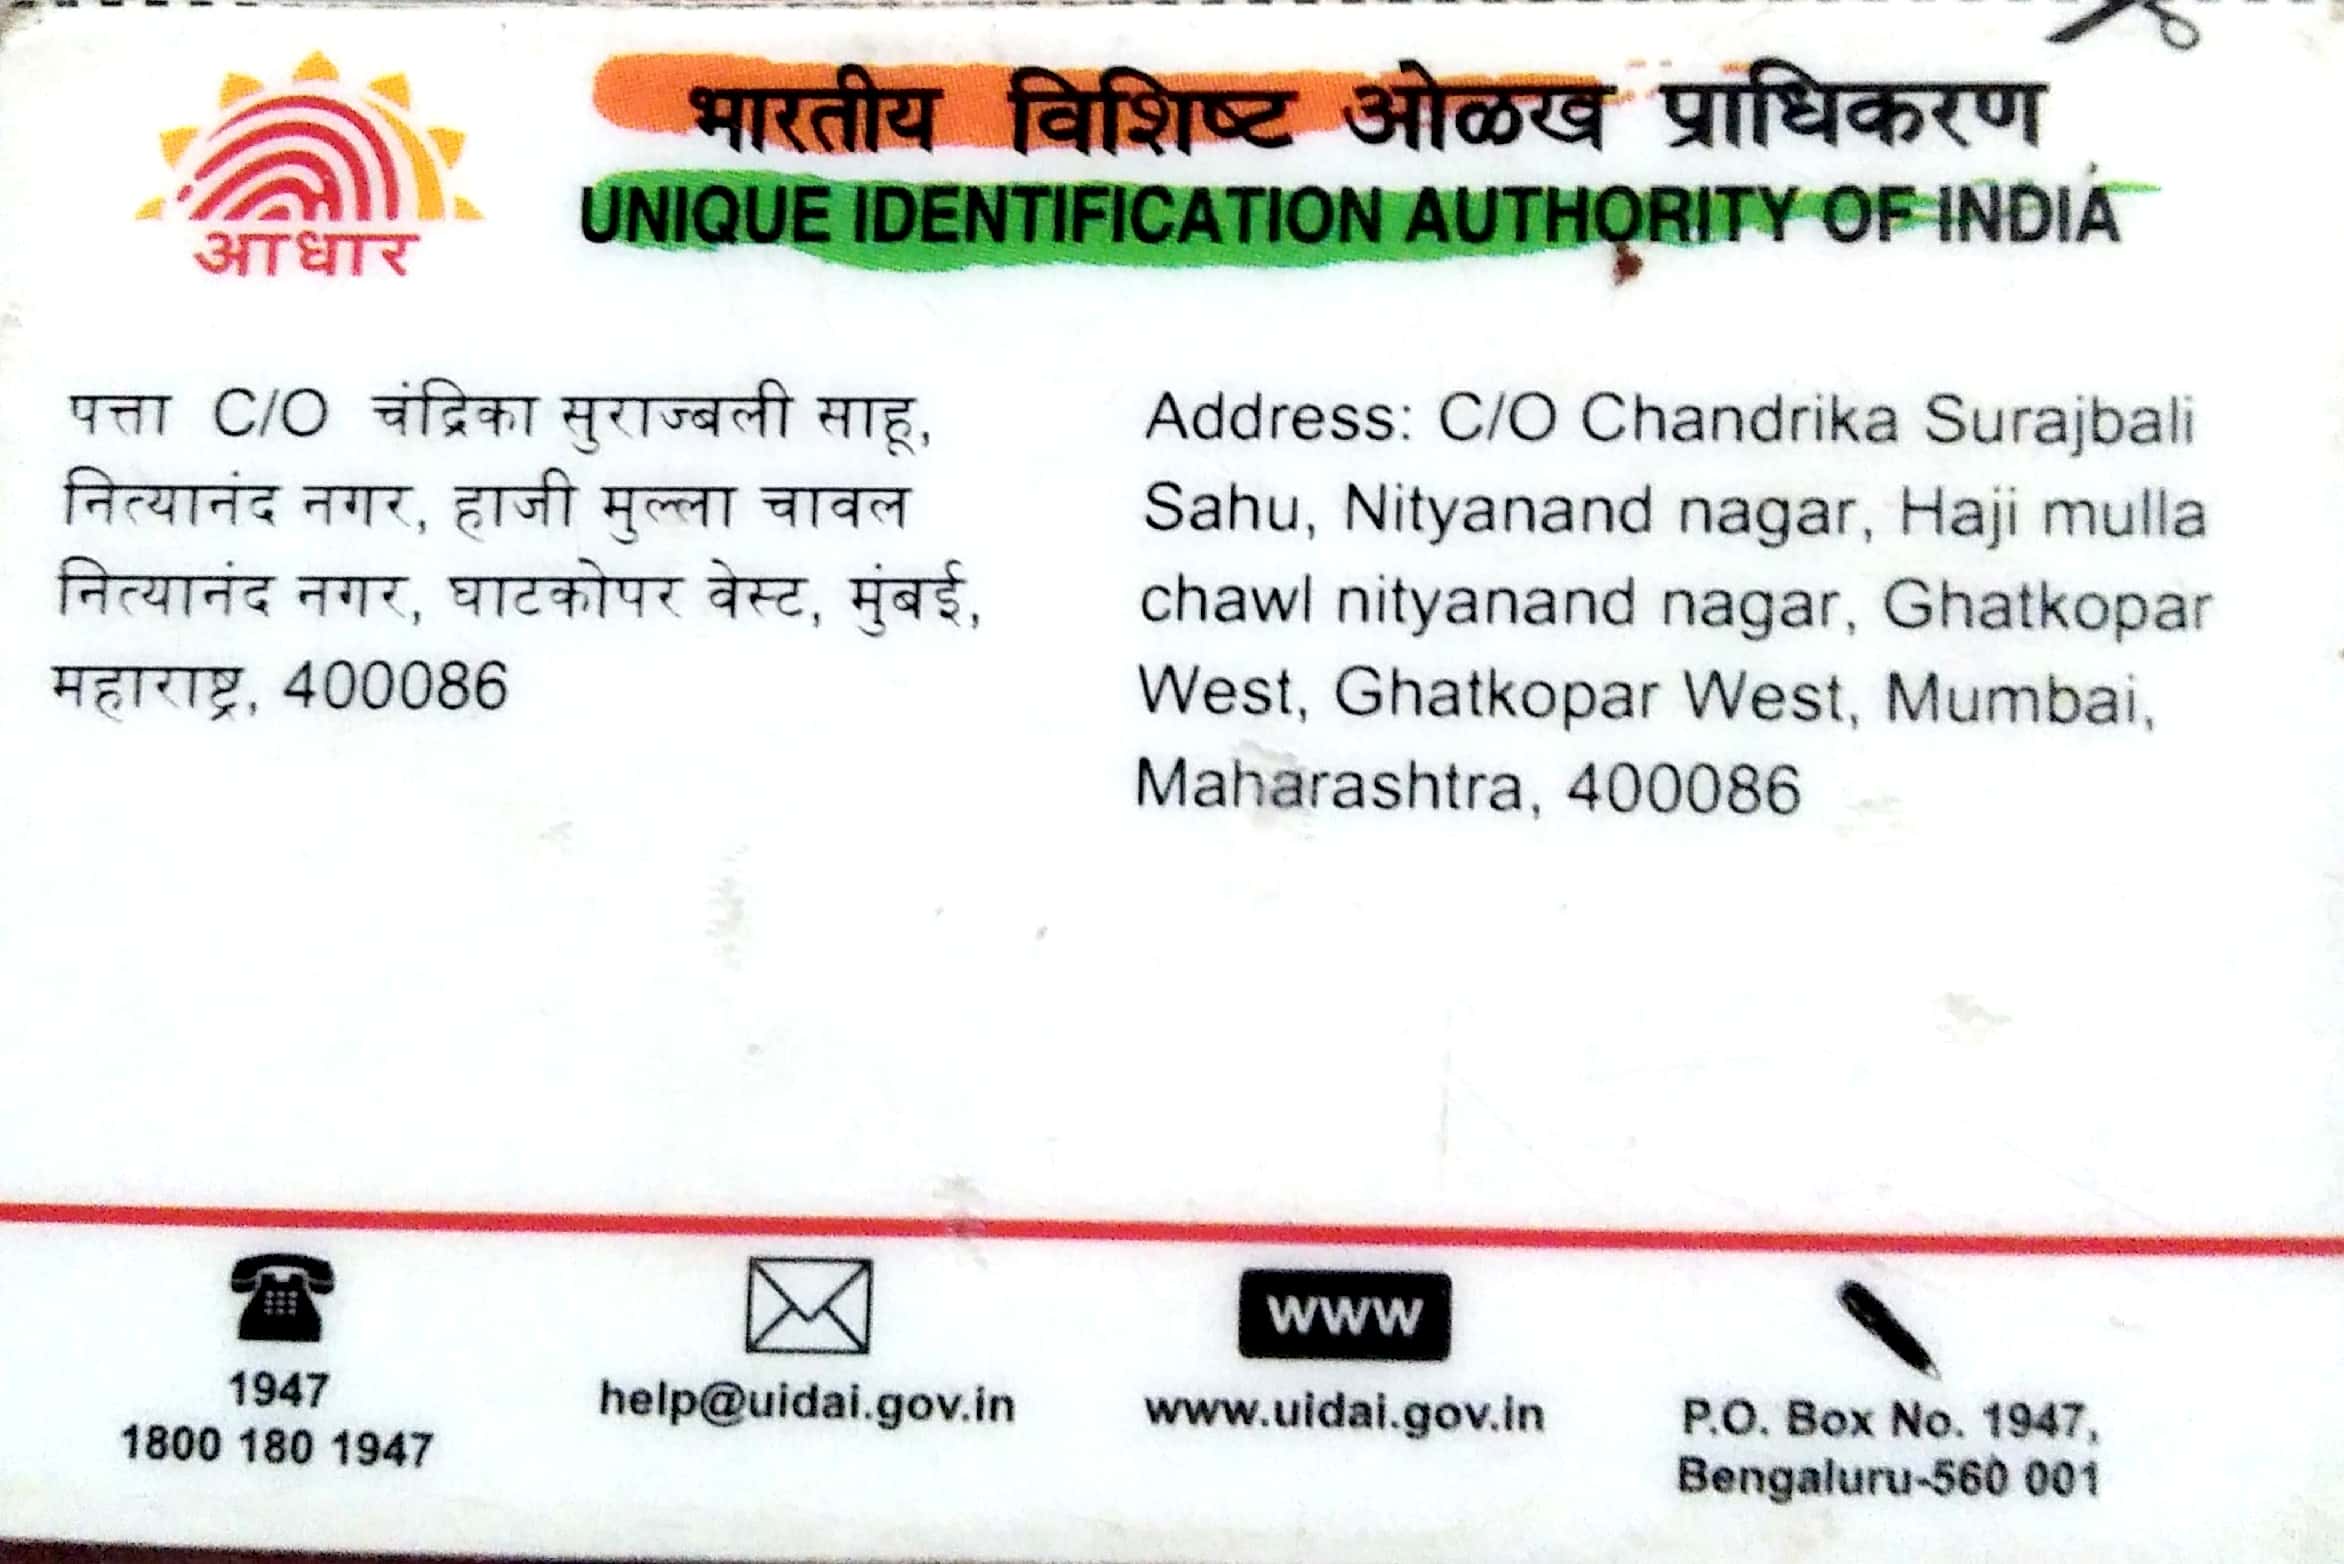 भारतीय विशिष्ट ओळख प्राधिकरण
UNIQUE IDENTIFICATION AUTHORITY OF INDIA
आधार
पत्ता C/O चंद्रिका सुराज्बली साहू,
नित्यानंद नगर, हाजी मुल्ला चावल
नित्यानंद नगर, घाटकोपर वेस्ट, मुंबई,
महाराष्ट्र, 400086
Address: C/O Chandrika Surajbali
Sahu, Nityanand nagar, Haji mulla
chawl nityanand nagar, Ghatkopar
West, Ghatkopar West, Mumbai,
Maharashtra, 400086
1947
1800 180 1947
help@uidai.gov.in
www
www.uidai.gov.in
P.O. Box No. 1947,
Bengaluru-560 001